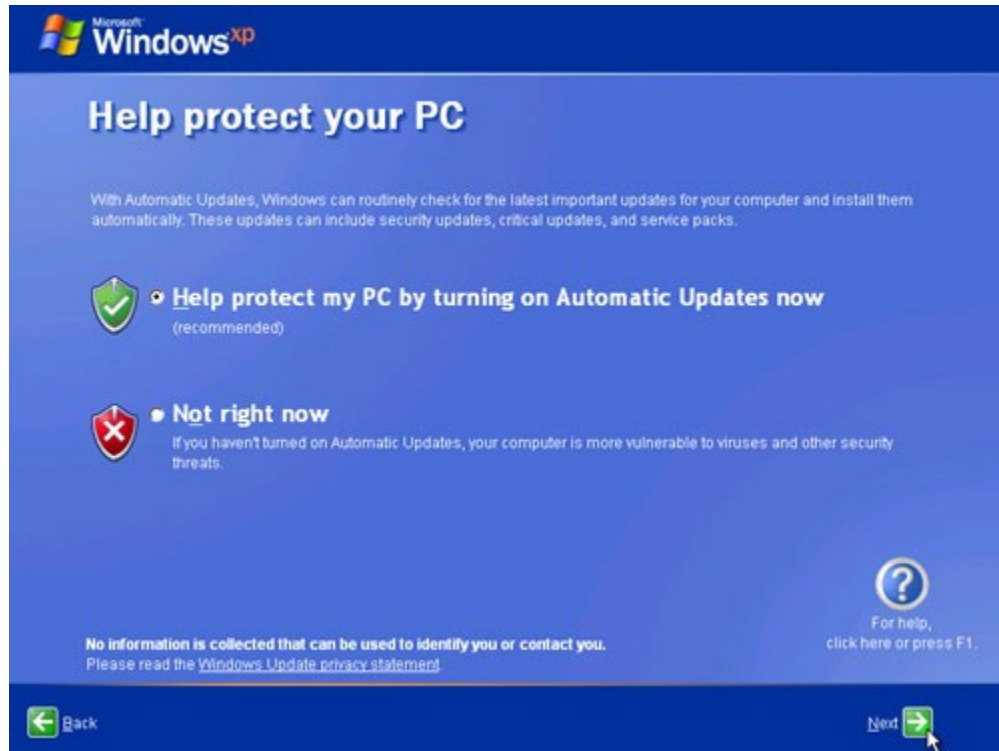 Microsoft
Windows xp
Help protect your PC
With Automatic Updates, Windows can routinely check for the latest important updates for your computer and install them
automatically. These updates can include security updates, critical updates, and service packs.
Help protect my PC by turning on Automatic Updates now
(recommended)
Not right now
If you haven't turned on Automatic Updates, your computer is more vulnerable to viruses and other security
threats.
For help,
click here or press F1.
No information is collected that can be used to identify you or contact you.
Please read the Windows Update privacy statement
Back
Next